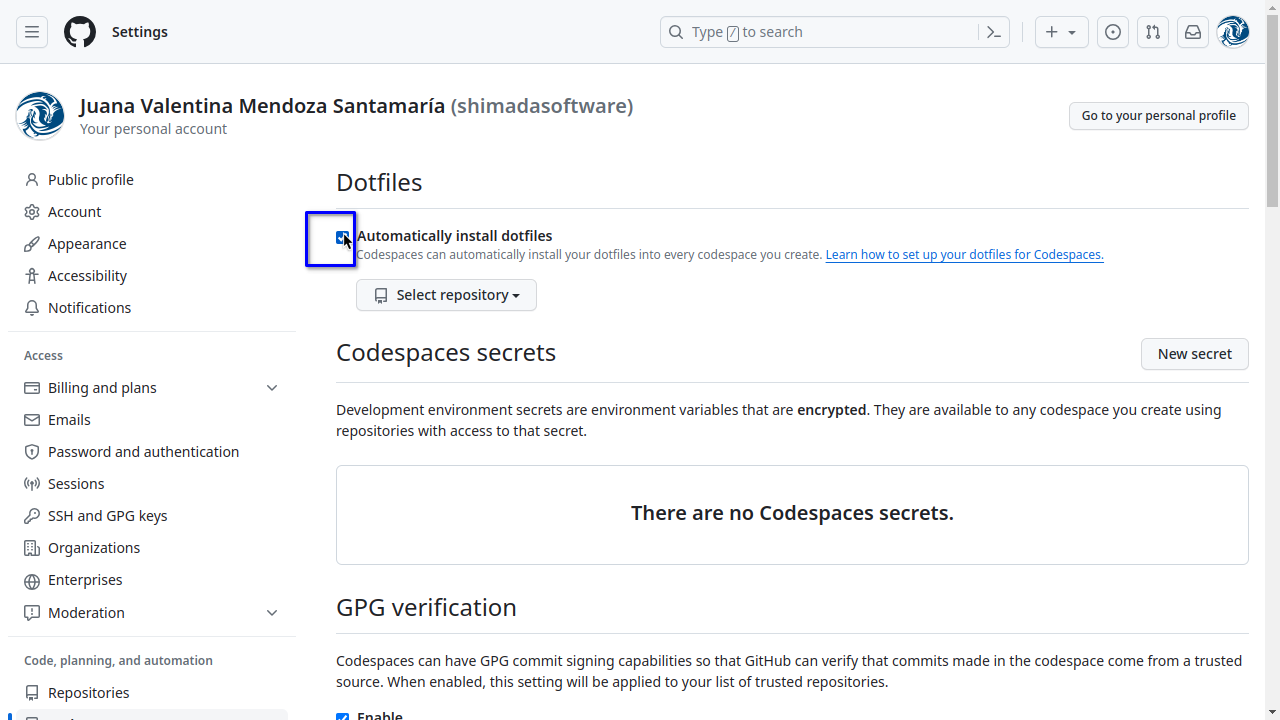 Settings
Type / to search
Juana Valentina Mendoza Santamaría (shimadasoftware)
Your personal account
Go to your personal profile
Public profile
Account
Appearance
Accessibility
Notifications
Access
Billing and plans
Emails
Password and authentication
Sessions
SSH and GPG keys
Organizations
Enterprises
Moderation
Code, planning, and automation
Repositories
Dotfiles
Automatically install dotfiles
Codespaces can automatically install your dotfiles into every codespace you create. Learn how to set up your dotfiles for Codespaces.
Select repository
Codespaces secrets
New secret
Development environment secrets are environment variables that are encrypted. They are available to any codespace you create using
repositories with access to that secret.
There are no Codespaces secrets.
GPG verification
Codespaces can have GPG commit signing capabilities so that GitHub can verify that commits made in the codespace come from a trusted
source. When enabled, this setting will be applied to your list of trusted repositories.
Enable